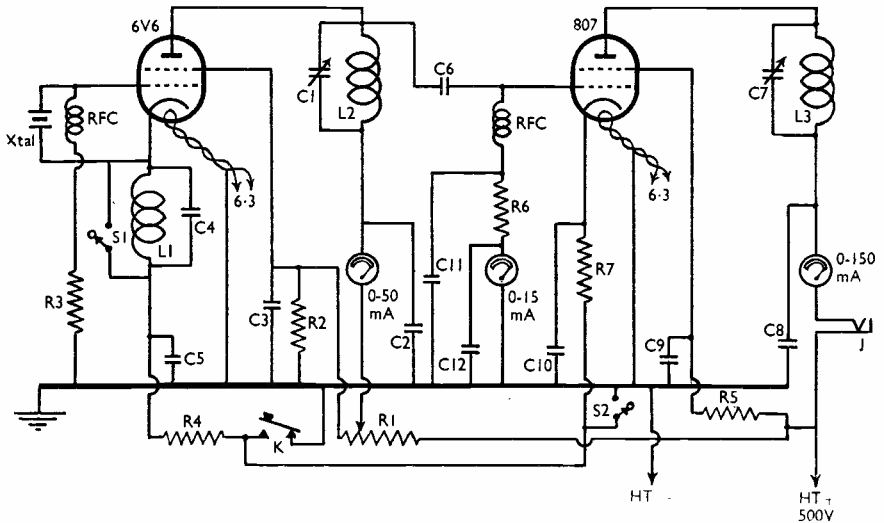 6V6
807
C1
L2
C6
C7
L3
Xtal
RFC
RFC
6·3
6·3
S1
L1
C4
R6
R7
R3
0-50
mA
C11
0-15
mA
0-150
mA
J
C3
R2
C2
C12
C10
C9
C8
C5
R4
K
R1
S2
R5
HT -
HT +
500V